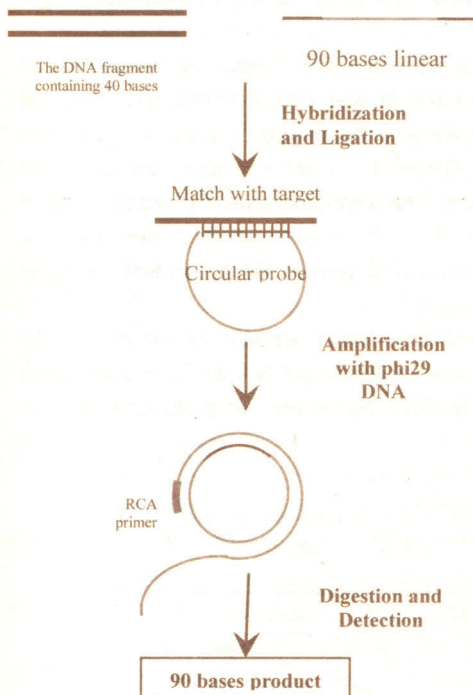 The DNA fragment
containing 40 bases
90 bases linear
Hybridization
and Ligation
Match with target
Circular probe
Amplification
with phi29
DNA
RCA
primer
Digestion and
Detection
90 bases product